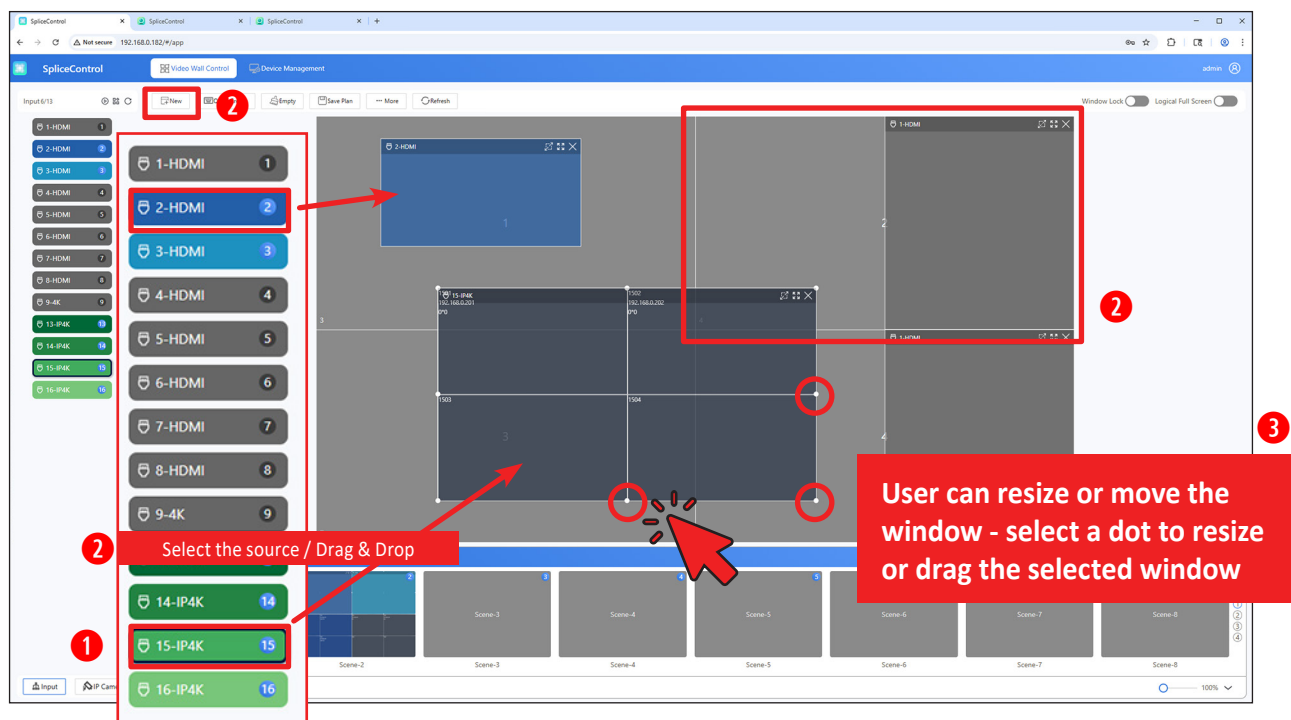 SpliceControl
SpliceControl
SpliceControl
Not secure 192.168.0.182/#/app
SpliceControl
Video Wall Control
Device Management
admin
Input 6/13
New
2
Empty
Save Plan
More
Refresh
Window Lock
Logical Full Screen
1-HDMI 1
2-HDMI 2
3-HDMI 3
4-HDMI 4
5-HDMI 5
6-HDMI 6
7-HDMI 7
8-HDMI 8
9-4K 9
13-IP4K 13
14-IP4K 14
15-IP4K 15
16-IP4K 16
1-HDMI 1
2-HDMI 2
3-HDMI 3
4-HDMI 4
5-HDMI 5
6-HDMI 6
7-HDMI 7
8-HDMI 8
9-4K 9
2 Select the source / Drag & Drop
14-IP4K 14
1 15-IP4K 15
16-IP4K 16
2-HDMI
1
1-HDMI
2
2
3
15-IP4K
192.168.0.201
0*0
1502
192.168.0.202
0*0
4
1503
1504
3
1-HDMI
4
3
User can resize or move the
window - select a dot to resize
or drag the selected window
2
3
4
5
Scene-3
Scene-4
Scene-5
Scene-6
Scene-7
Scene-8
1
2
3
4
Scene-2
Scene-3
Scene-4
Scene-5
Scene-6
Scene-7
Scene-8
Input
IP Came
100%